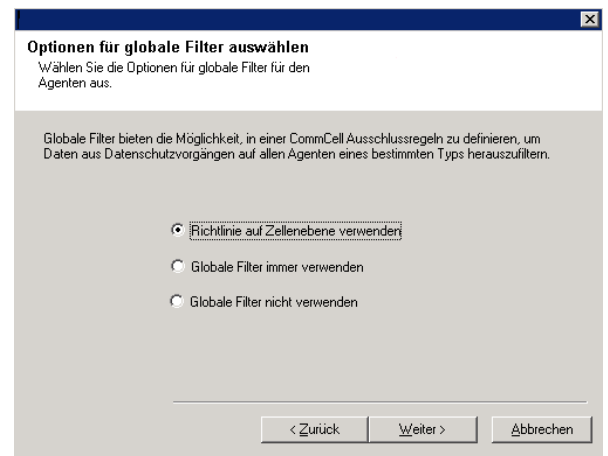 Optionen für globale Filter auswählen
Wählen Sie die Optionen für globale Filter für den
Agenten aus.
Globale Filter bieten die Möglichkeit, in einer CommCell Ausschlussregeln zu definieren, um
Daten aus Datenschutzvorgängen auf allen Agenten eines bestimmten Typs herauszufiltern.
Richtlinie auf Zellenebene verwenden
Globale Filter immer verwenden
Globale Filter nicht verwenden
< Zurück Weiter > Abbrechen